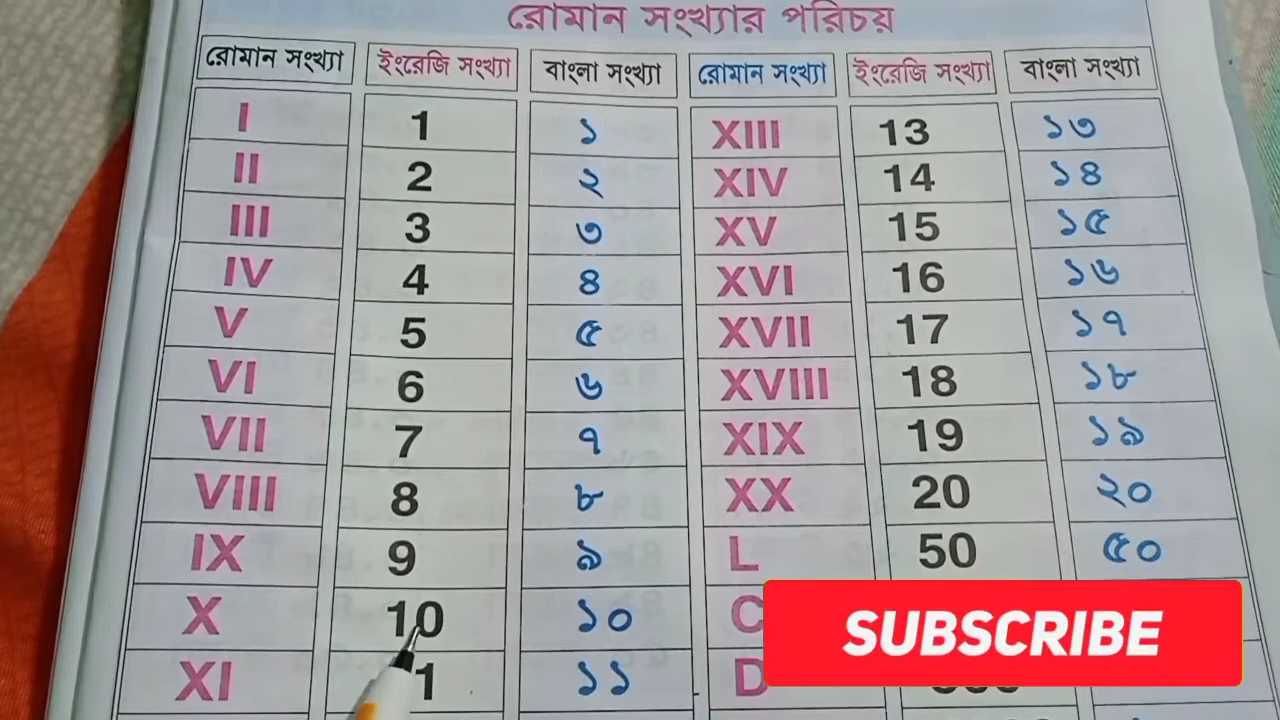 রোমান সংখ্যার পরিচয়
রোমান সংখ্যা ইংরেজি সংখ্যা বাংলা সংখ্যা রোমান সংখ্যা ইংরেজি সংখ্যা বাংলা সংখ্যা
I 1 ১ XIII 13 ১৩
II 2 ২ XIV 14 ১৪
III 3 ৩ XV 15 ১৫
IV 4 ৪ XVI 16 ১৬
V 5 ৫ XVII 17 ১৭
VI 6 ৬ XVIII 18 ১৮
VII 7 ৭ XIX 19 ১৯
VIII 8 ৮ XX 20 ২০
IX 9 ৯ L 50 ৫০
X 10 ১০ C
XI ১১ D
SUBSCRIBE